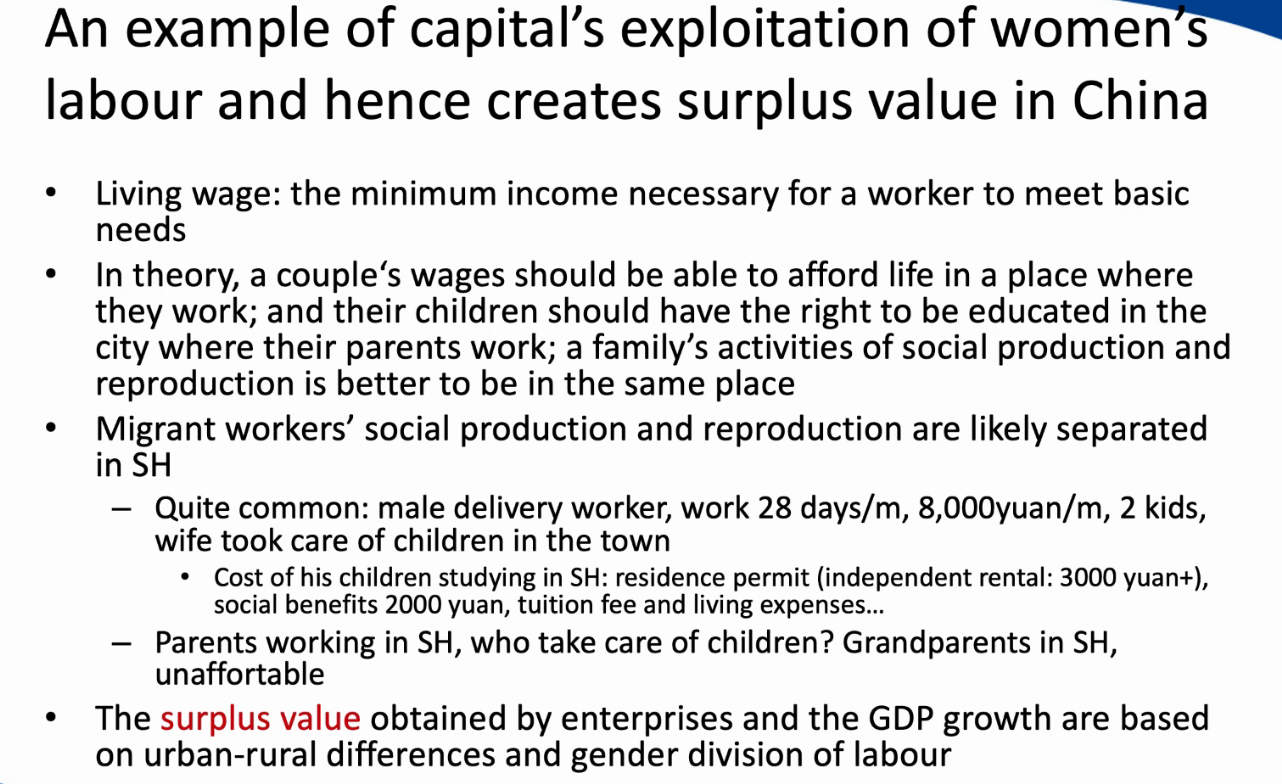 An example of capital’s exploitation of women’s
labour and hence creates surplus value in China
• Living wage: the minimum income necessary for a worker to meet basic
needs
• In theory, a couple‘s wages should be able to afford life in a place where
they work; and their children should have the right to be educated in the
city where their parents work; a family’s activities of social production and
reproduction is better to be in the same place
• Migrant workers’ social production and reproduction are likely separated
in SH
– Quite common: male delivery worker, work 28 days/m, 8,000yuan/m, 2 kids,
wife took care of children in the town
• Cost of his children studying in SH: residence permit (independent rental: 3000 yuan+),
social benefits 2000 yuan, tuition fee and living expenses...
– Parents working in SH, who take care of children? Grandparents in SH,
unaffortable
• The surplus value obtained by enterprises and the GDP growth are based
on urban-rural differences and gender division of labour